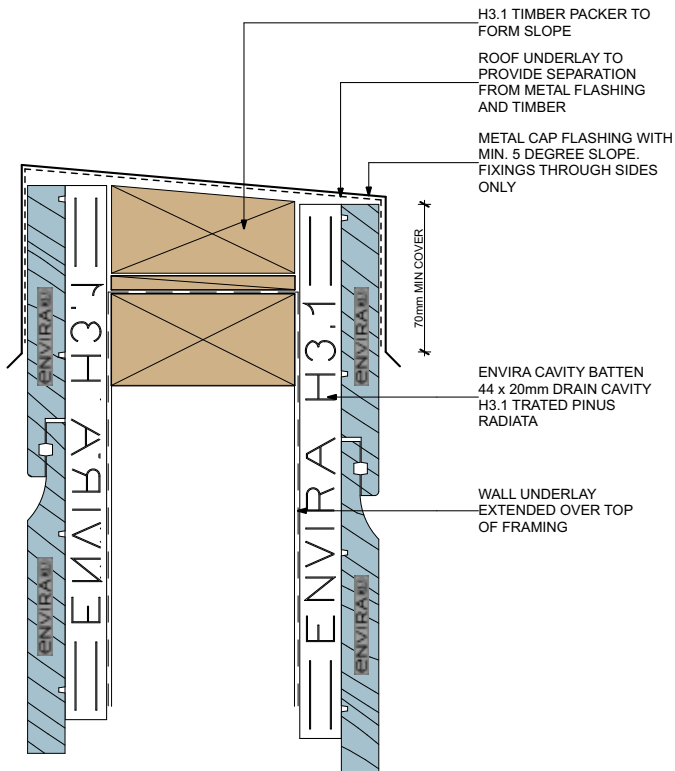 H3.1 TIMBER PACKER TO
FORM SLOPE
ROOF UNDERLAY TO
PROVIDE SEPARATION
FROM METAL FLASHING
AND TIMBER
METAL CAP FLASHING WITH
MIN. 5 DEGREE SLOPE.
FIXINGS THROUGH SIDES
ONLY
70mm MIN COVER
ENVIRA CAVITY BATTEN
44 x 20mm DRAIN CAVITY
H3.1 TRATED PINUS
RADIATA
WALL UNDERLAY
EXTENDED OVER TOP
OF FRAMING
ENVIRA H3.1
ENVIRA H3.1
ENVIRA
ENVIRA
ENVIRA
ENVIRA